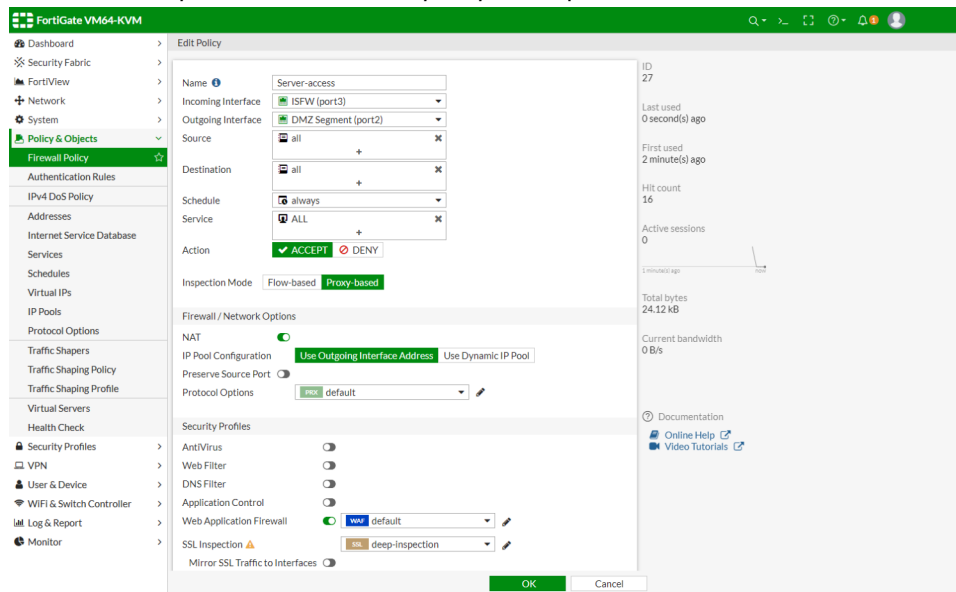 FortiGate VM64-KVM
1
Dashboard
Security Fabric
FortiView
Network
System
Policy & Objects
Firewall Policy
Authentication Rules
IPv4 DoS Policy
Addresses
Internet Service Database
Services
Schedules
Virtual IPs
IP Pools
Protocol Options
Traffic Shapers
Traffic Shaping Policy
Traffic Shaping Profile
Virtual Servers
Health Check
Security Profiles
VPN
User & Device
WiFi & Switch Controller
Log & Report
Monitor
Edit Policy
Name Server-access
Incoming Interface ISFW (port3)
Outgoing Interface DMZ Segment (port2)
Source all
+
Destination all
+
Schedule always
Service ALL
+
Action ACCEPT DENY
Inspection Mode Flow-based Proxy-based
Firewall / Network Options
NAT
IP Pool Configuration Use Outgoing Interface Address Use Dynamic IP Pool
Preserve Source Port
Protocol Options PRX default
Security Profiles
AntiVirus
Web Filter
DNS Filter
Application Control
Web Application Firewall WAF default
SSL Inspection SSL deep-inspection
Mirror SSL Traffic to Interfaces
OK Cancel
ID
27
Last used
0 second(s) ago
First used
2 minute(s) ago
Hit count
16
Active sessions
0
1 minute(s) ago now
Total bytes
24.12 kB
Current bandwidth
0 B/s
Documentation
Online Help
Video Tutorials